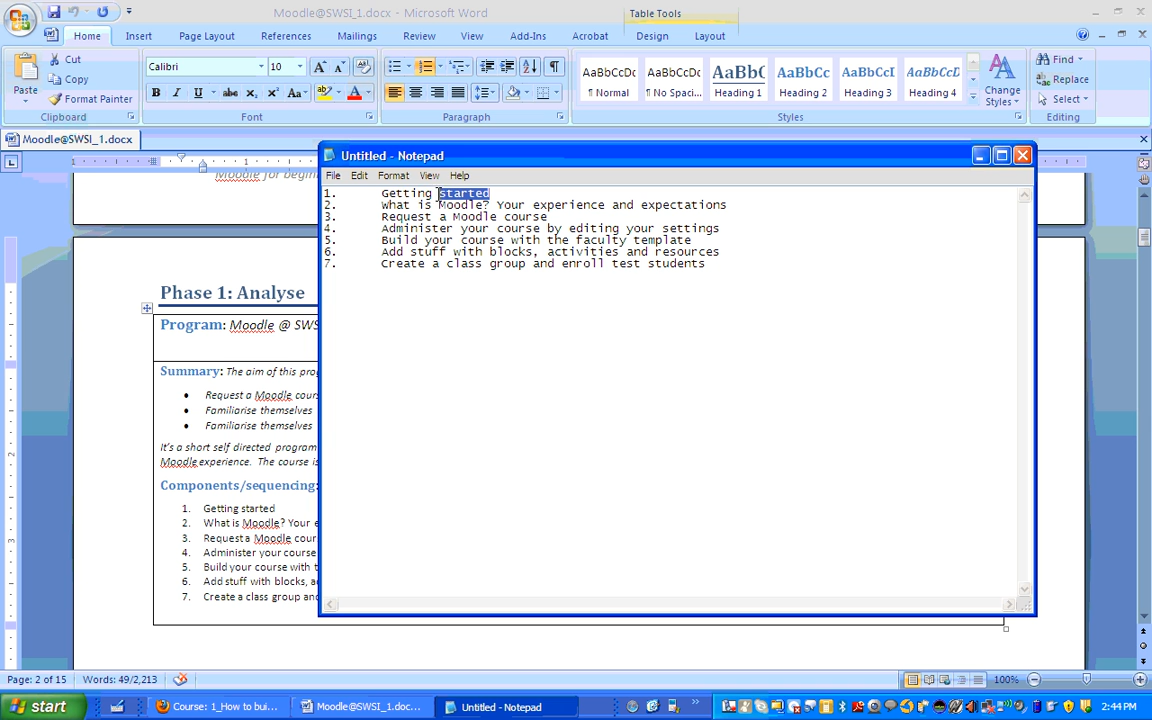 Moodle@SWSI_1.docx - Microsoft Word
Table Tools
Home Insert Page Layout References Mailings Review View Add-Ins Acrobat Design Layout
Paste
Cut
Copy
Format Painter
Clipboard
Calibri 10
B I U abc X₂ X² Aa
Font
Paragraph
AaBbCcDc AaBbCcDc AaBbC AaBbCc AaBbCcI AaBbCcD
¶ Normal ¶ No Spaci... Heading 1 Heading 2 Heading 3 Heading 4
Change Styles
Styles
Find
Replace
Select
Editing
Moodle@SWSI_1.docx
Moodle for begin
Phase 1: Analyse
Program: Moodle @ SWS
Summary: The aim of this prog
Request a Moodle cours
Familiarise themselves
Familiarise themselves
It's a short self directed program
Moodle experience. The course is
Components/sequencing:
1. Getting started
2. What is Moodle? Your e
3. Request a Moodle cour
4. Administer your course
5. Build your course with t
6. Add stuff with blocks, a
7. Create a class group and
Untitled - Notepad
File Edit Format View Help
1. Getting started
2. What is Moodle? Your experience and expectations
3. Request a Moodle course
4. Administer your course by editing your settings
5. Build your course with the faculty template
6. Add stuff with blocks, activities and resources
7. Create a class group and enroll test students
Page: 2 of 15 Words: 49/2,213 100%
start Course: 1_How to bui... Moodle@SWSI_1.doc... Untitled - Notepad 2:44 PM